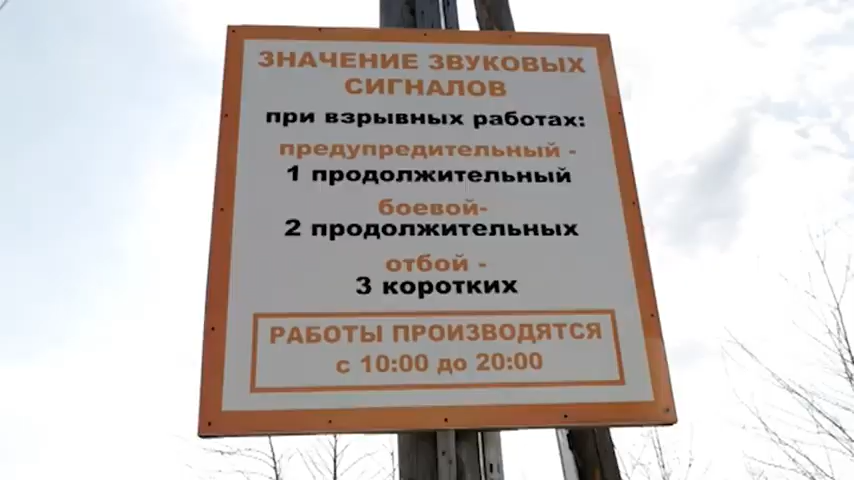 ЗНАЧЕНИЕ ЗВУКОВЫХ
СИГНАЛОВ
при взрывных работах:
предупредительный -
1 продолжительный
боевой-
2 продолжительных
отбой -
3 коротких
РАБОТЫ ПРОИЗВОДЯТСЯ
с 10:00 до 20:00